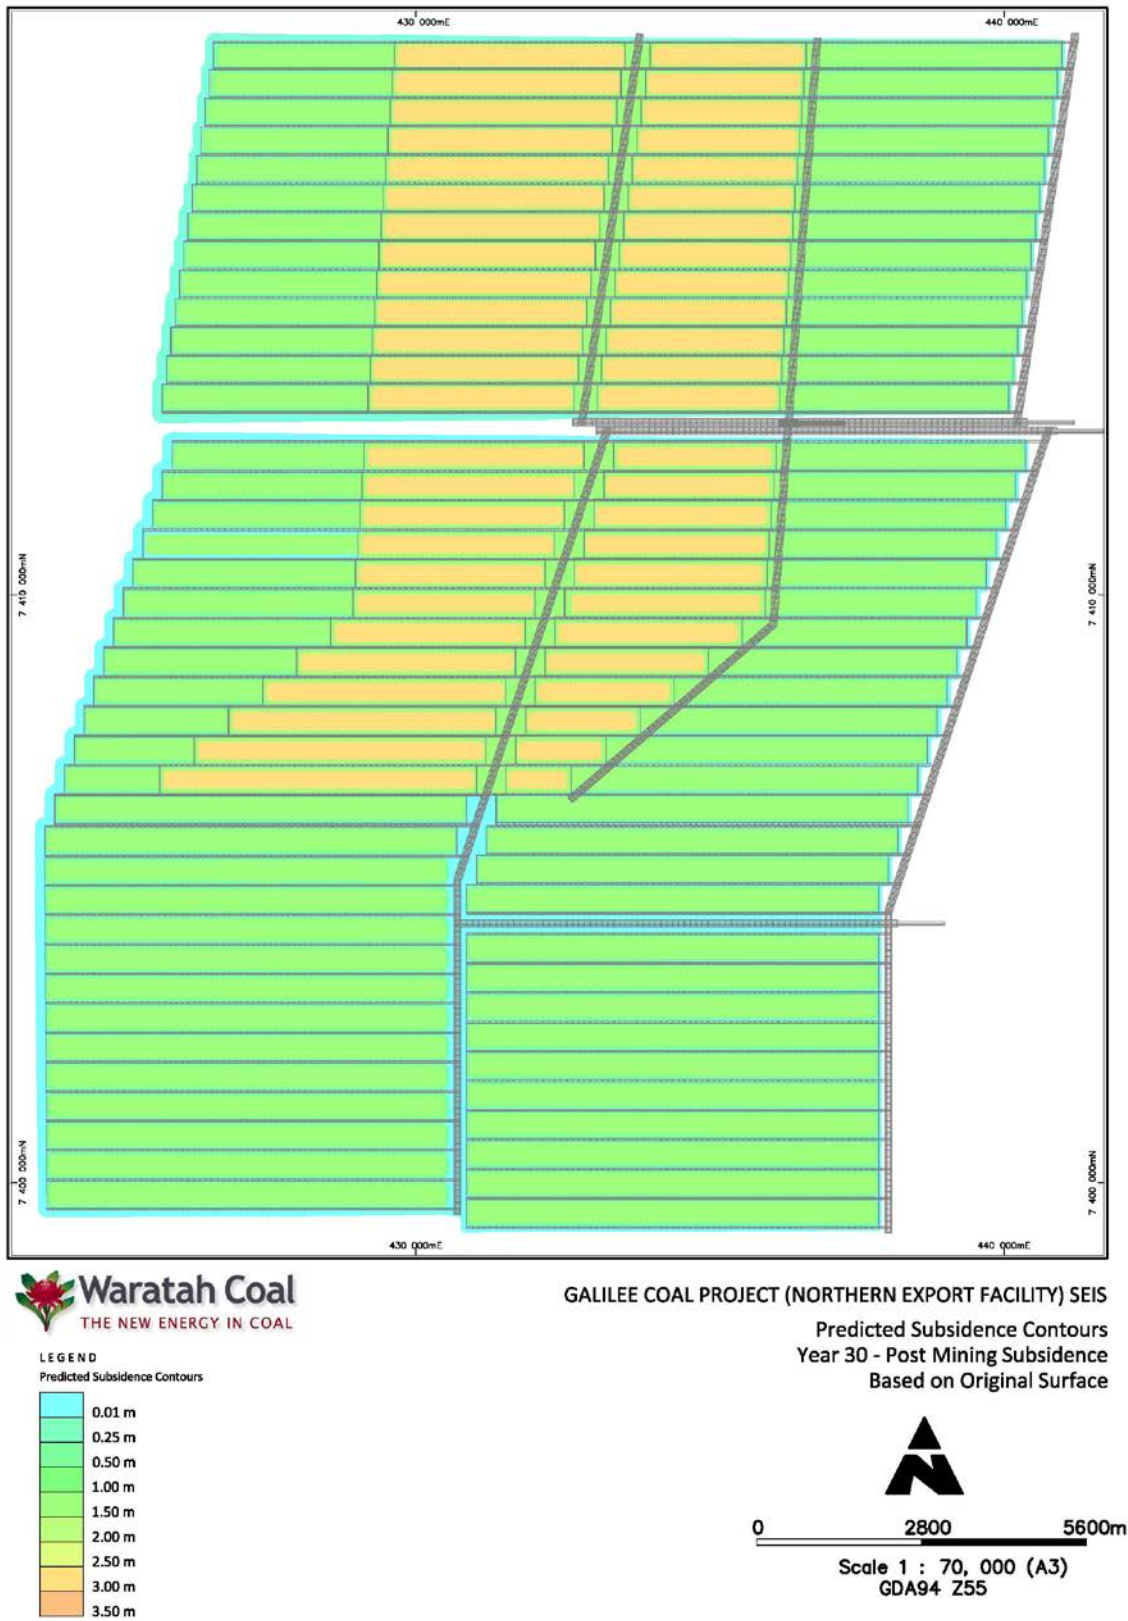 430 000mE
440 000mE
7 410 000mN
7 410 000mN
7 400 000mN
7 400 000mN
430 000mE
440 000mE
Waratah Coal
THE NEW ENERGY IN COAL
GALILEE COAL PROJECT (NORTHERN EXPORT FACILITY) SEIS
Predicted Subsidence Contours
Year 30 - Post Mining Subsidence
Based on Original Surface
LEGEND
Predicted Subsidence Contours
0.01 m
0.25 m
0.50 m
1.00 m
1.50 m
2.00 m
2.50 m
3.00 m
3.50 m
N
0 2800 5600m
Scale 1 : 70, 000 (A3)
GDA94 Z55